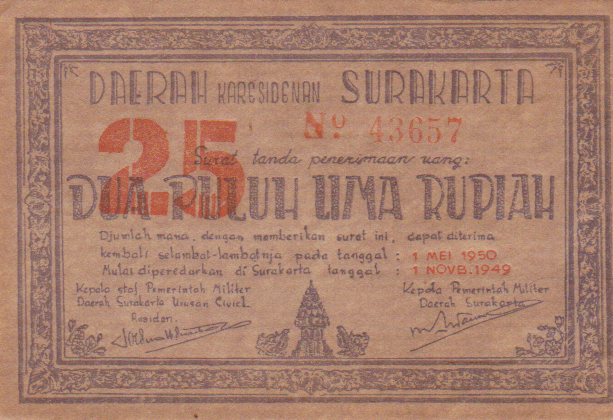 DAERAH KARESIDENAN SURAKARTA
25
No 43657
Surat tanda penerimaan uang:
DUA PULUH LIMA RUPIAH
Djumlah mana, dengan memberikan surat ini, dapat diterima
kembali selambat-lambatnja pada tanggal : 1 MEI 1950
Mulai diperedarkan di Surakarta tanggal : 1 NOVB. 1949
Kepala staf Pemerintah Militer
Daerah Surakarta Urusan Civiel.
Residen.
Kepala Pemerintah Militer
Daerah Surakarta